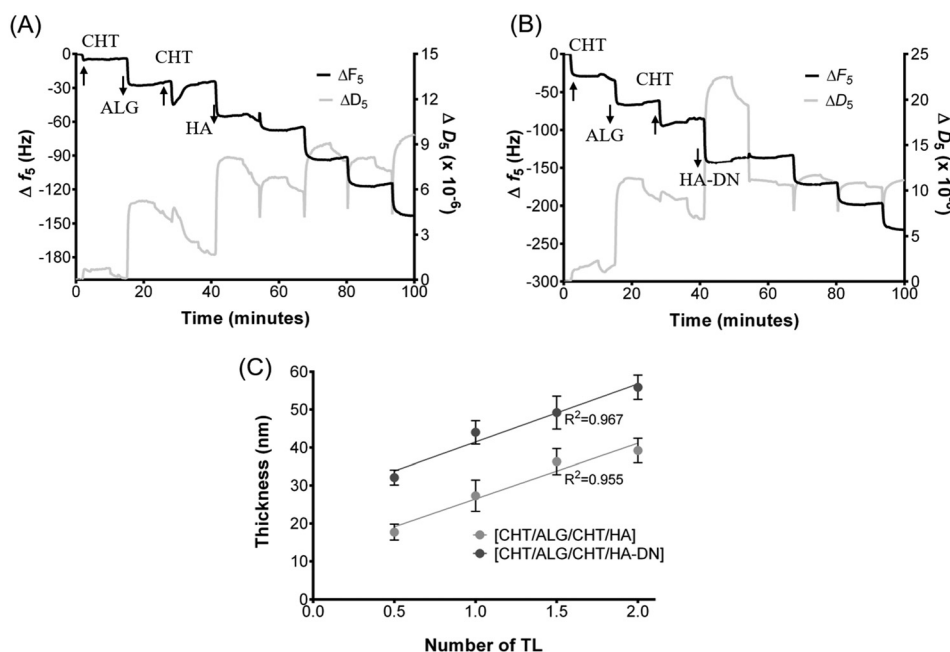 (A)
CHT
CHT
ALG
HA
ΔF5
ΔD5
0
-30
-60
-90
-120
-150
-180
Δ f5 (Hz)
15
12
9
6
3
0
Δ D5 (x 10-6)
0 20 40 60 80 100
Time (minutes)
(B)
CHT
CHT
ALG
HA-DN
ΔF5
ΔD5
0
-50
-100
-150
-200
-250
-300
Δ f5 (Hz)
25
20
15
10
5
0
Δ D5 (x 10-6)
0 20 40 60 80 100
Time (minutes)
(C)
60
50
40
30
20
10
0
Thickness (nm)
R2=0.967
R2=0.955
[CHT/ALG/CHT/HA]
[CHT/ALG/CHT/HA-DN]
0.0 0.5 1.0 1.5 2.0
Number of TL